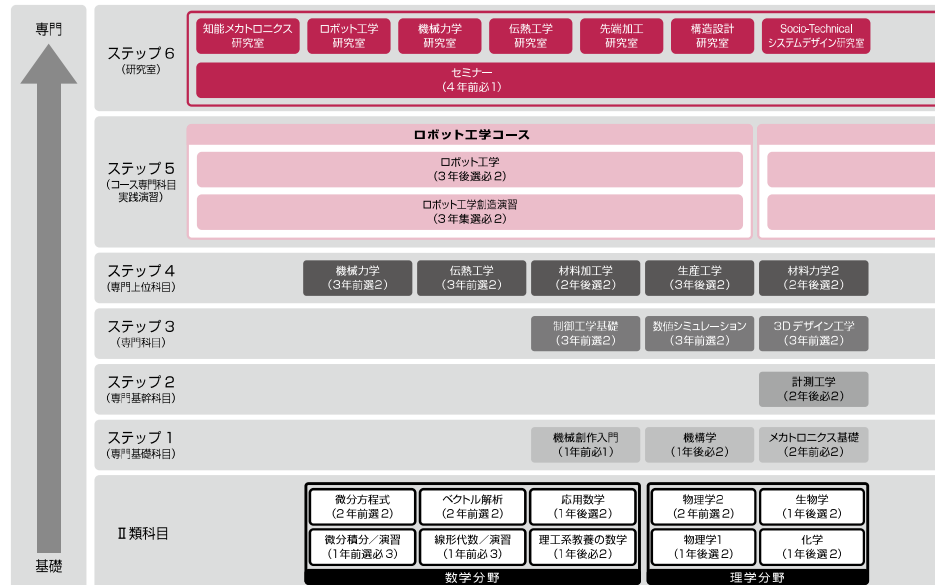 専門
基礎
ステップ6
(研究室)
知能メカトロニクス
研究室
ロボット工学
研究室
機械力学
研究室
伝熱工学
研究室
先端加工
研究室
構造設計
研究室
Socio-Technical
システムデザイン研究室
セミナー
(4年前必1)
ステップ5
(コース専門科目
実践演習)
ロボット工学コース
ロボット工学
(3年後選必2)
ロボット工学創造演習
(3年集選必2)
ステップ4
(専門上位科目)
機械力学
(3年前選2)
伝熱工学
(3年前選2)
材料加工学
(2年後選2)
生産工学
(3年後選2)
材料力学2
(2年後選2)
ステップ3
(専門科目)
制御工学基礎
(3年前選2)
数値シミュレーション
(3年前選2)
3Dデザイン工学
(3年前選2)
ステップ2
(専門基幹科目)
計測工学
(2年後必2)
ステップ1
(専門基礎科目)
機械創作入門
(1年前必1)
機構学
(1年後必2)
メカトロニクス基礎
(2年前必2)
Ⅱ類科目
微分方程式
(2年前選2)
ベクトル解析
(2年前選2)
応用数学
(1年後選2)
物理学2
(2年前選2)
生物学
(1年後選2)
微分積分/演習
(1年前選必3)
線形代数/演習
(1年前必3)
理工系教養の数学
(1年後必2)
物理学1
(1年後選2)
化学
(1年後選2)
数学分野
理学分野